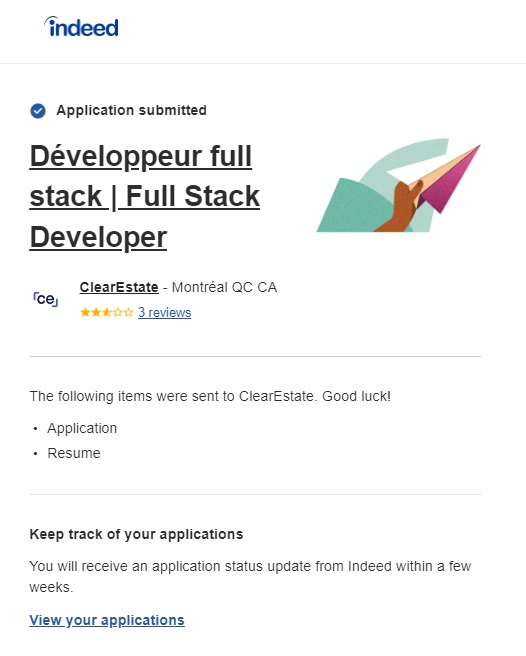 indeed
Application submitted
Développeur full
stack | Full Stack
Developer
ce
ClearEstate - Montréal QC CA
3 reviews
The following items were sent to ClearEstate. Good luck!
• Application
• Resume
Keep track of your applications
You will receive an application status update from Indeed within a few
weeks.
View your applications